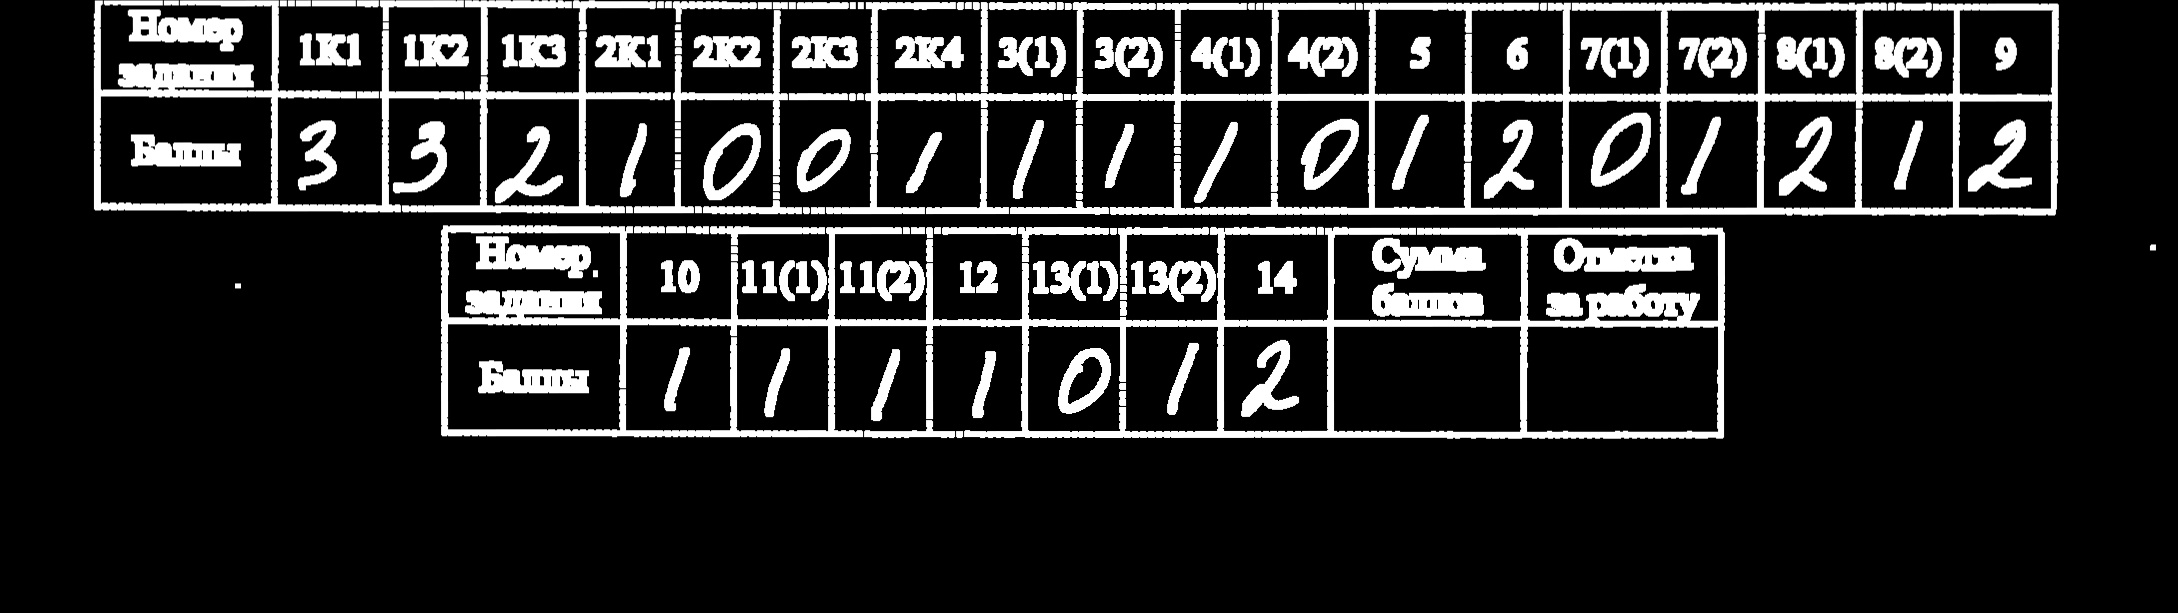 Номер задания 1К1 1К2 1К3 2К1 2К2 2К3 2К4 3(1) 3(2) 4(1) 4(2) 5 6 7(1) 7(2) 8(1) 8(2) 9
Баллы 3 3 2 1 0 0 1 1 1 1 0 1 2 0 1 2 1 2
Номер задания 10 11(1) 11(2) 12 13(1) 13(2) 14 Сумма баллов Отметка за работу
Баллы 1 1 1 1 0 1 2